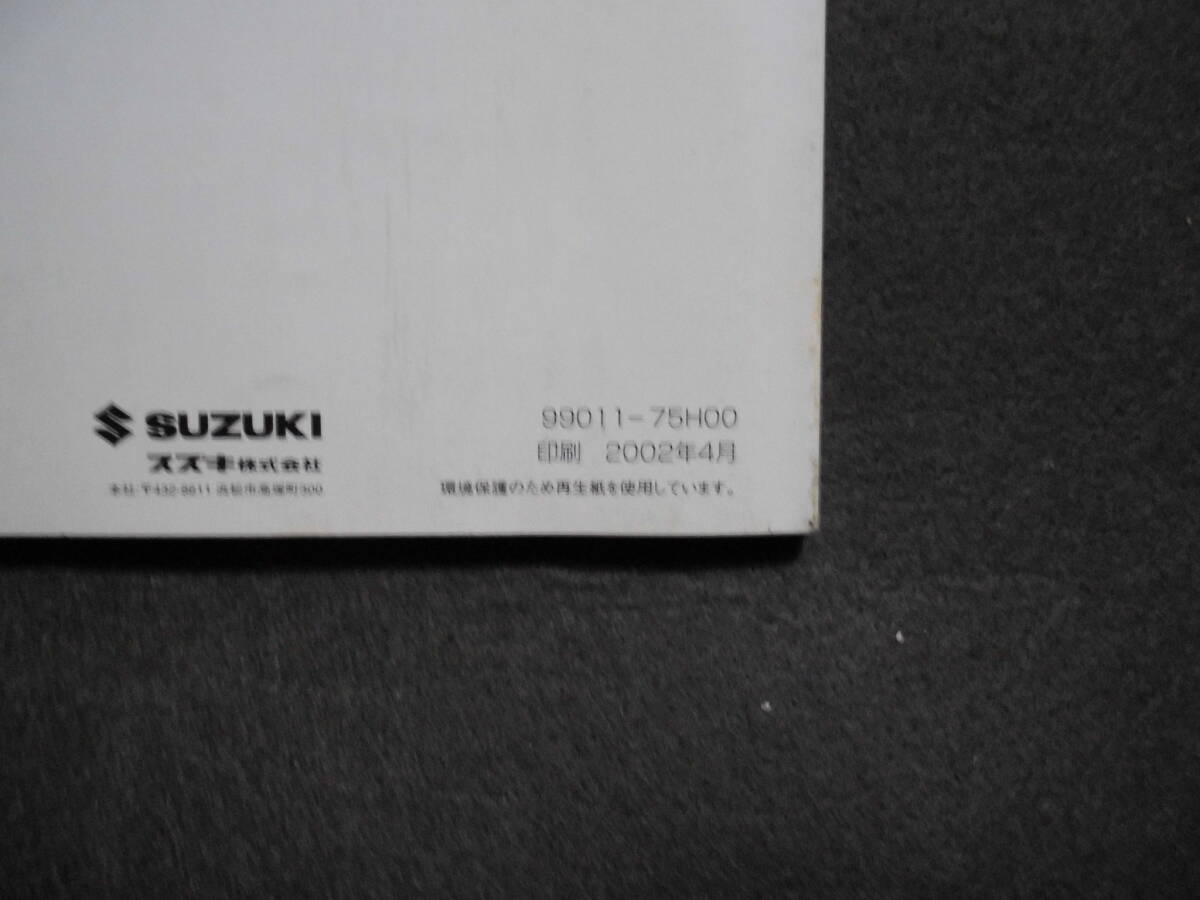 SUZUKI
スズキ株式会社
本社:〒432-8611 浜松市高塚町300
99011-75H00
印刷 2002年4月
環境保護のため再生紙を使用しています。